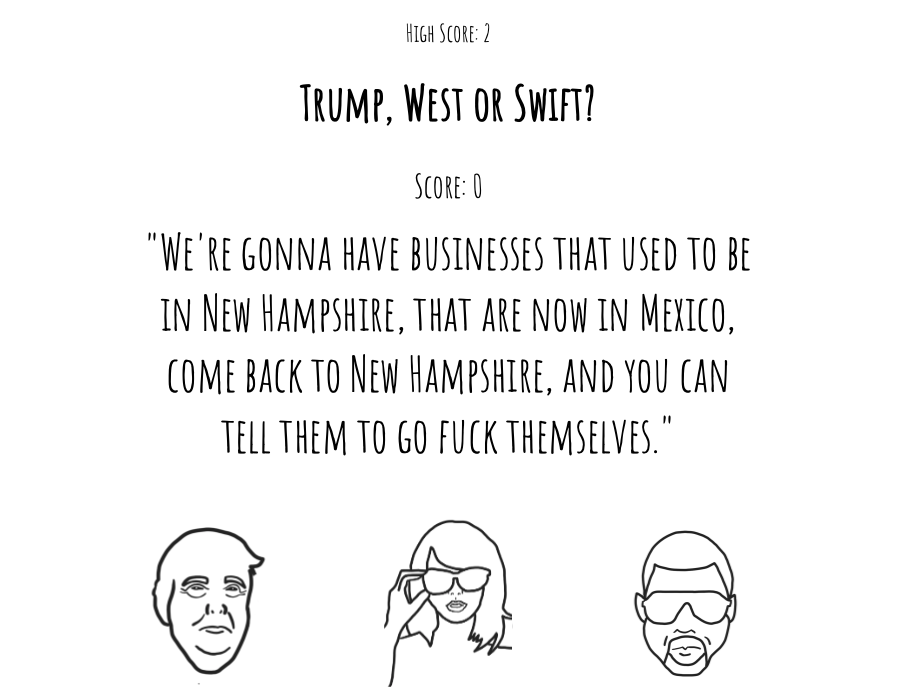 High Score: 2
Trump, West or Swift?
Score: 0
"We're gonna have businesses that used to be
in New Hampshire, that are now in Mexico,
come back to New Hampshire, and you can
tell them to go fuck themselves."